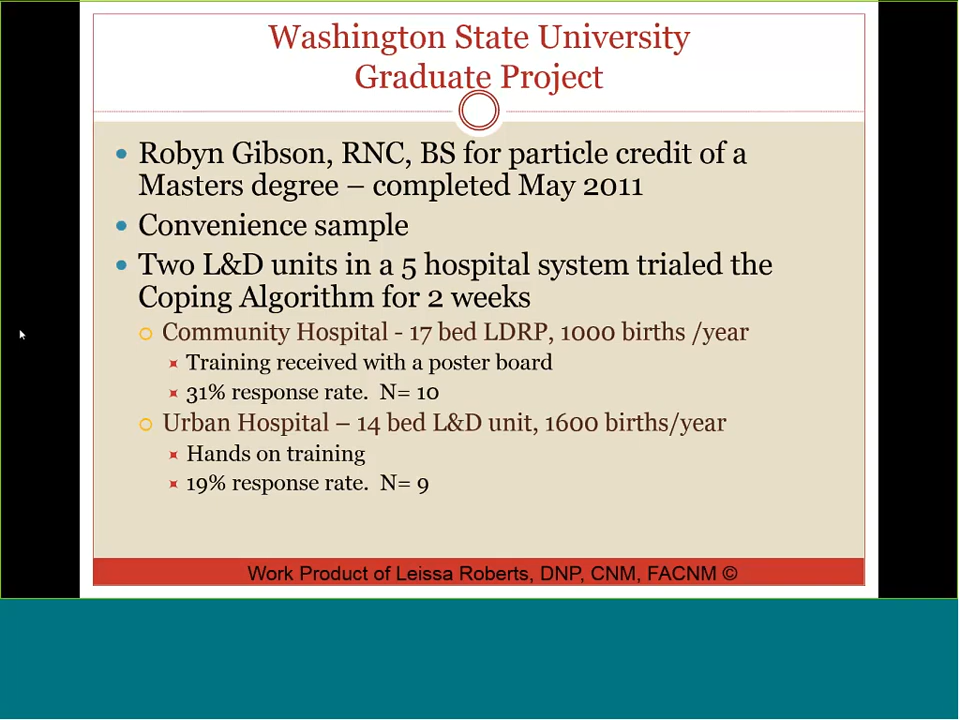 Washington State University
Graduate Project
Robyn Gibson, RNC, BS for particle credit of a
Masters degree – completed May 2011
Convenience sample
Two L&D units in a 5 hospital system trialed the
Coping Algorithm for 2 weeks
Community Hospital - 17 bed LDRP, 1000 births /year
Training received with a poster board
31% response rate.  N= 10
Urban Hospital – 14 bed L&D unit, 1600 births/year
Hands on training
19% response rate.  N= 9
Work Product of Leissa Roberts, DNP, CNM, FACNM ©